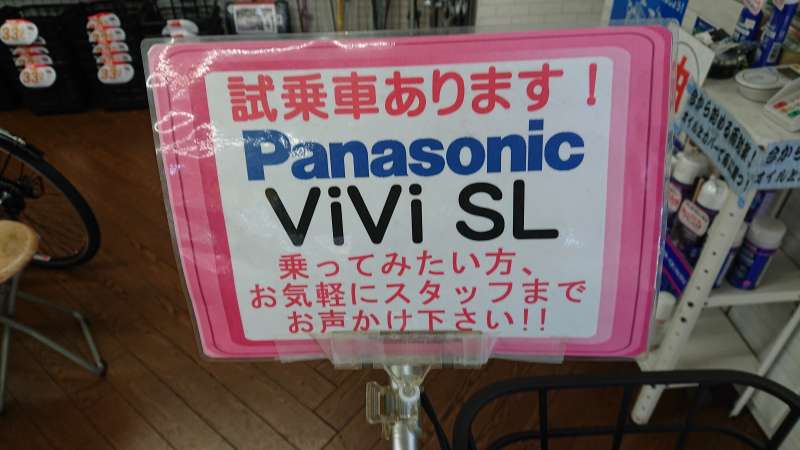 試乗車あります！
Panasonic
ViVi SL
乗ってみたい方、
お気軽にスタッフまで
お声かけ下さい!!